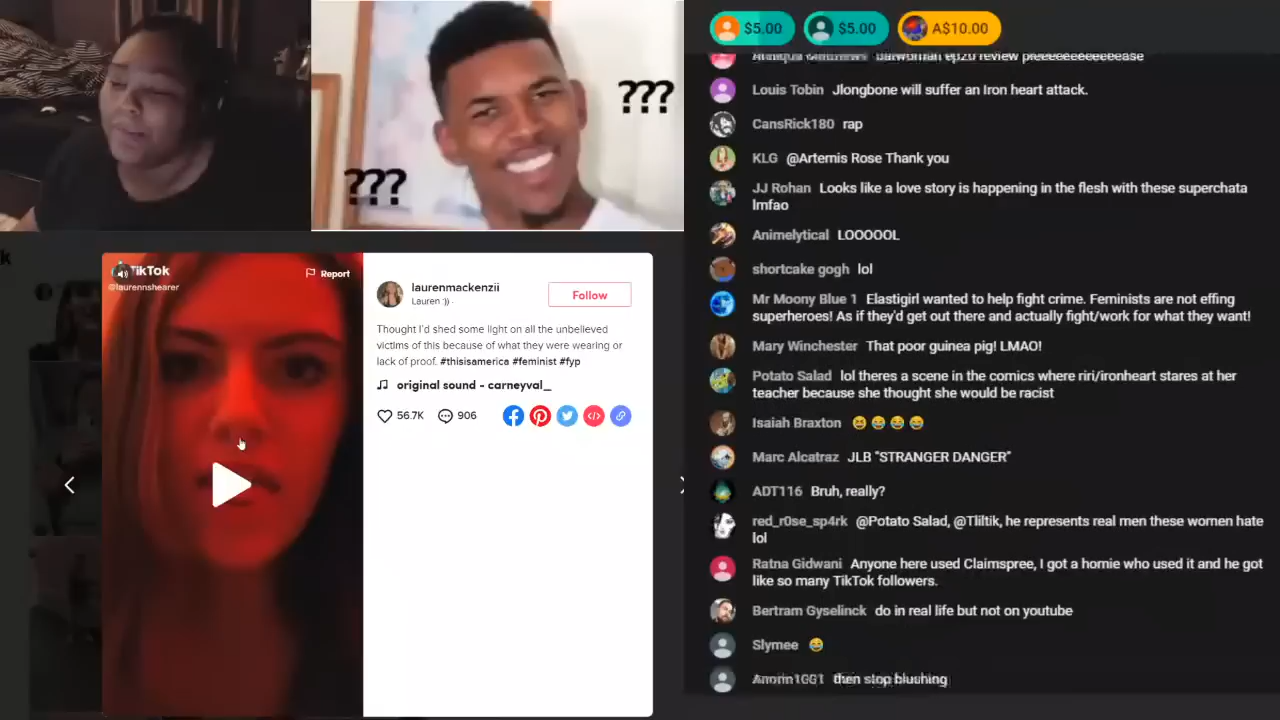 $5.00
$5.00
A$10.00
???
???
batwoman ep20 review pleeeeeeeeeeeease
Louis Tobin Jlongbone will suffer an Iron heart attack.
CansRick180 rap
KLG @Artemis Rose Thank you
JJ Rohan Looks like a love story is happening in the flesh with these superchata
lmfao
Animelytical LOOOOOL
shortcake gogh lol
Mr Moony Blue 1 Elastigirl wanted to help fight crime. Feminists are not effing
superheroes! As if they'd get out there and actually fight/work for what they want!
Mary Winchester That poor guinea pig! LMAO!
Potato Salad lol theres a scene in the comics where riri/ironheart stares at her
teacher because she thought she would be racist
Isaiah Braxton 😆 😂 😂 😂
Marc Alcatraz JLB "STRANGER DANGER"
ADT116 Bruh, really?
red_r0se_sp4rk @Potato Salad, @Tliltik, he represents real men these women hate
lol
Ratna Gidwani Anyone here used Claimspree, I got a homie who used it and he got
like so many TikTok followers.
Bertram Gyselinck do in real life but not on youtube
Slymee 😂
then stop blushing
k
TikTok
@laurennshearer
Report
laurenmackenzii
Lauren :)) ·
Follow
Thought I'd shed some light on all the unbelieved
victims of this because of what they were wearing or
lack of proof. #thisisamerica #feminist #fyp
original sound - carneyval_
56.7K
906